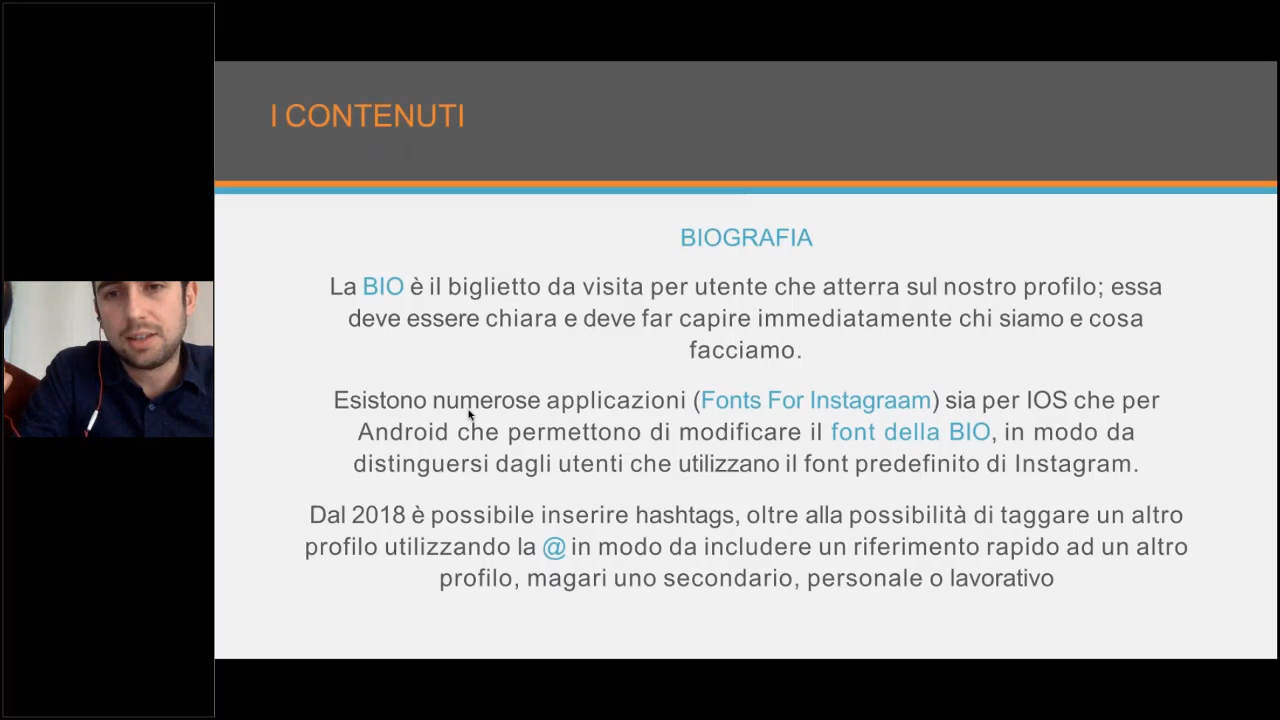 I CONTENUTI
BIOGRAFIA
La BIO è il biglietto da visita per utente che atterra sul nostro profilo; essa
deve essere chiara e deve far capire immediatamente chi siamo e cosa
facciamo.
Esistono numerose applicazioni (Fonts For Instagraam) sia per IOS che per
Android che permettono di modificare il font della BIO, in modo da
distinguersi dagli utenti che utilizzano il font predefinito di Instagram.
Dal 2018 è possibile inserire hashtags, oltre alla possibilità di taggare un altro
profilo utilizzando la @ in modo da includere un riferimento rapido ad un altro
profilo, magari uno secondario, personale o lavorativo